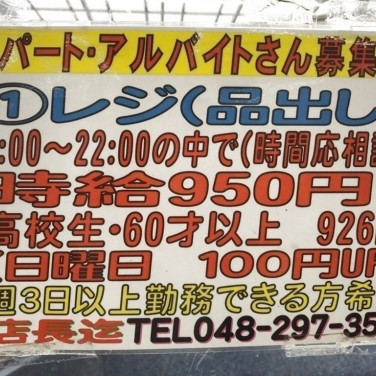 パート・アルバイトさん募集
①レジ(品出し
:00～22:00の中で(時間応相談
時給950円
高校生・60才以上 926
日曜日 100円UP
週3日以上勤務できる方希
店長迄 TEL048-297-35